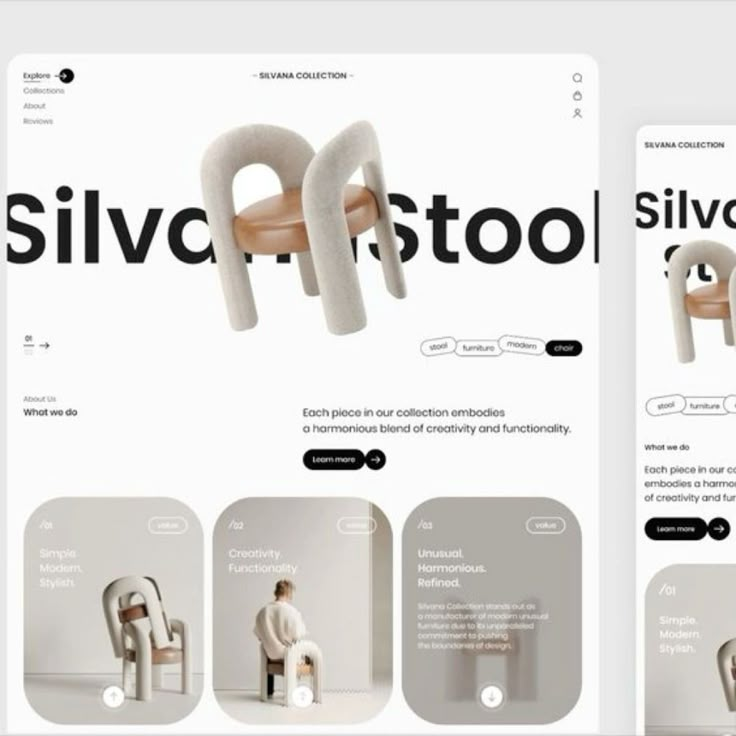 Explore
Collections
About
Reviews
– SILVANA COLLECTION –
Silvana Stool
01
stool furniture modern chair
About Us
What we do
Each piece in our collection embodies
a harmonious blend of creativity and functionality.
Learn more
/01 value
Simple.
Modern.
Stylish.
/02
Creativity.
Functionality.
/03 value
Unusual.
Harmonious.
Refined.
Silvana Collection stands out as
a manufacturer of modern unusual
furniture due to its unparalleled
commitment to pushing
the boundaries of design.
SILVANA COLLECTION
Silva
St
stool furniture
What we do
Each piece in our co
embodies a harmo
of creativity and fun
Learn more
/01
Simple.
Modern.
Stylish.